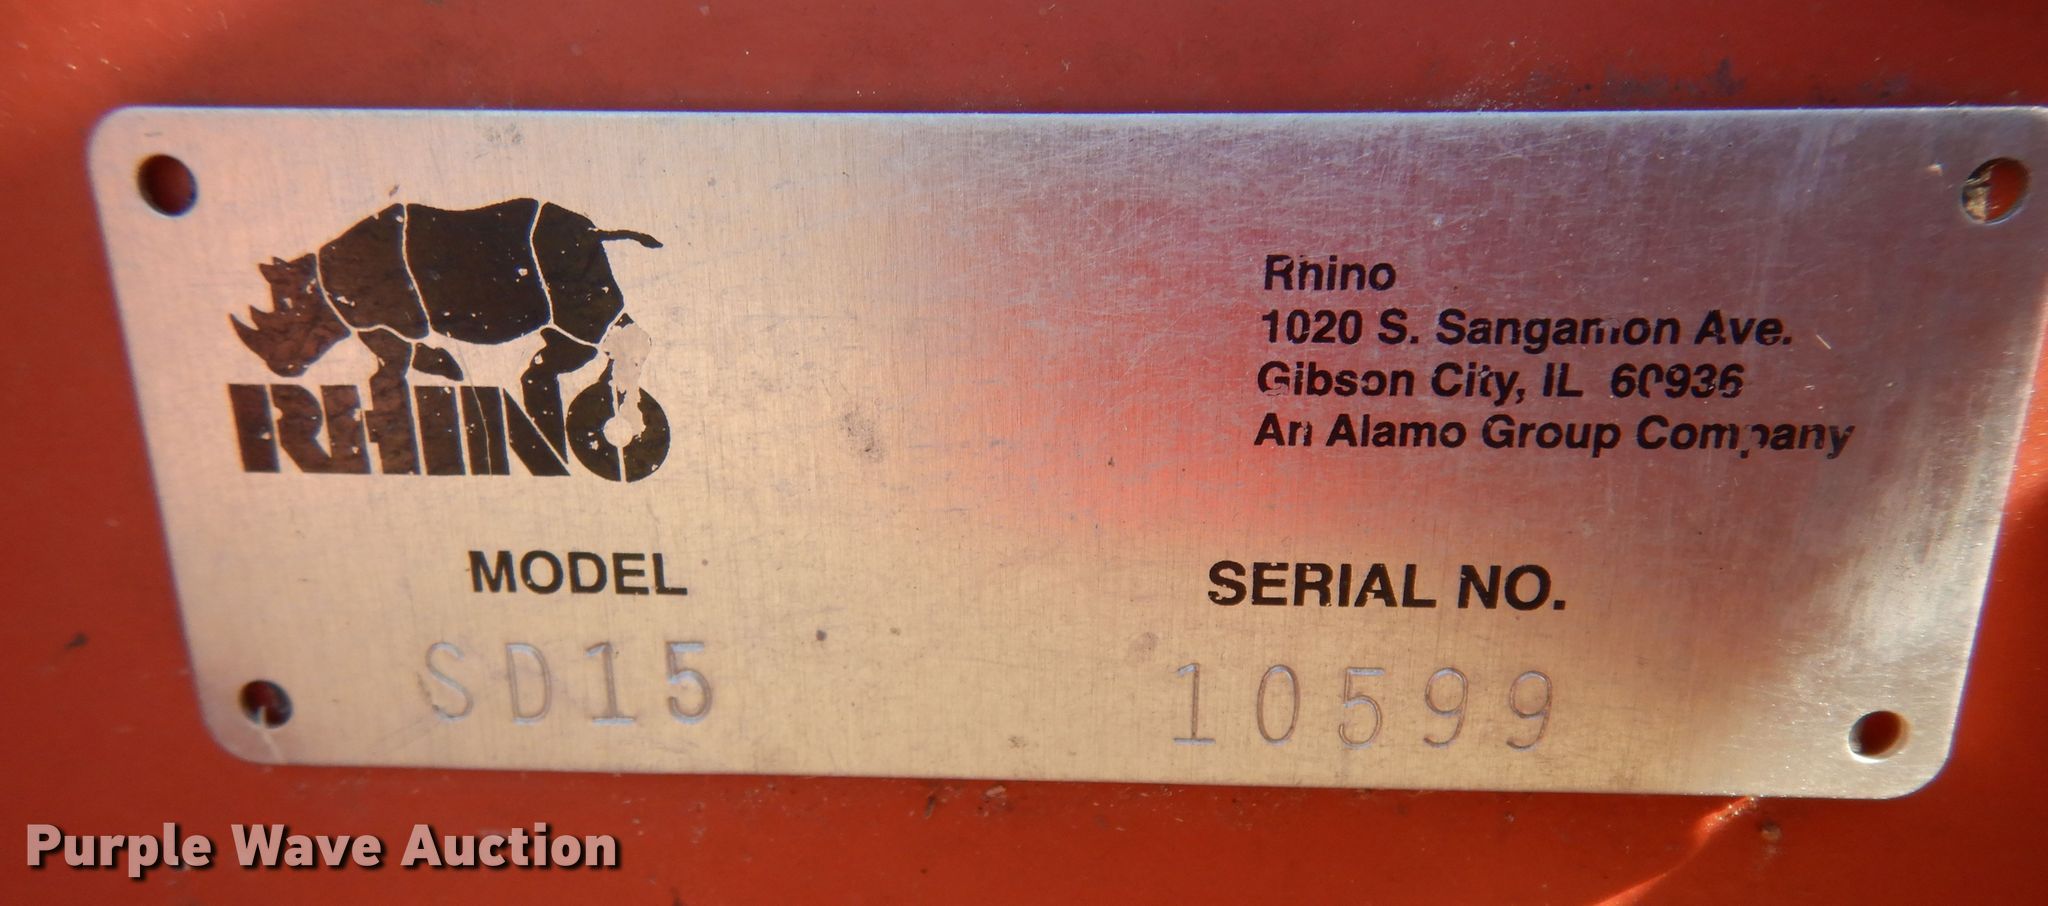 RHINO
Rhino
1020 S. Sangamon Ave.
Gibson City, IL 60936
An Alamo Group Company
MODEL
SERIAL NO.
SD15
10599
Purple Wave Auction